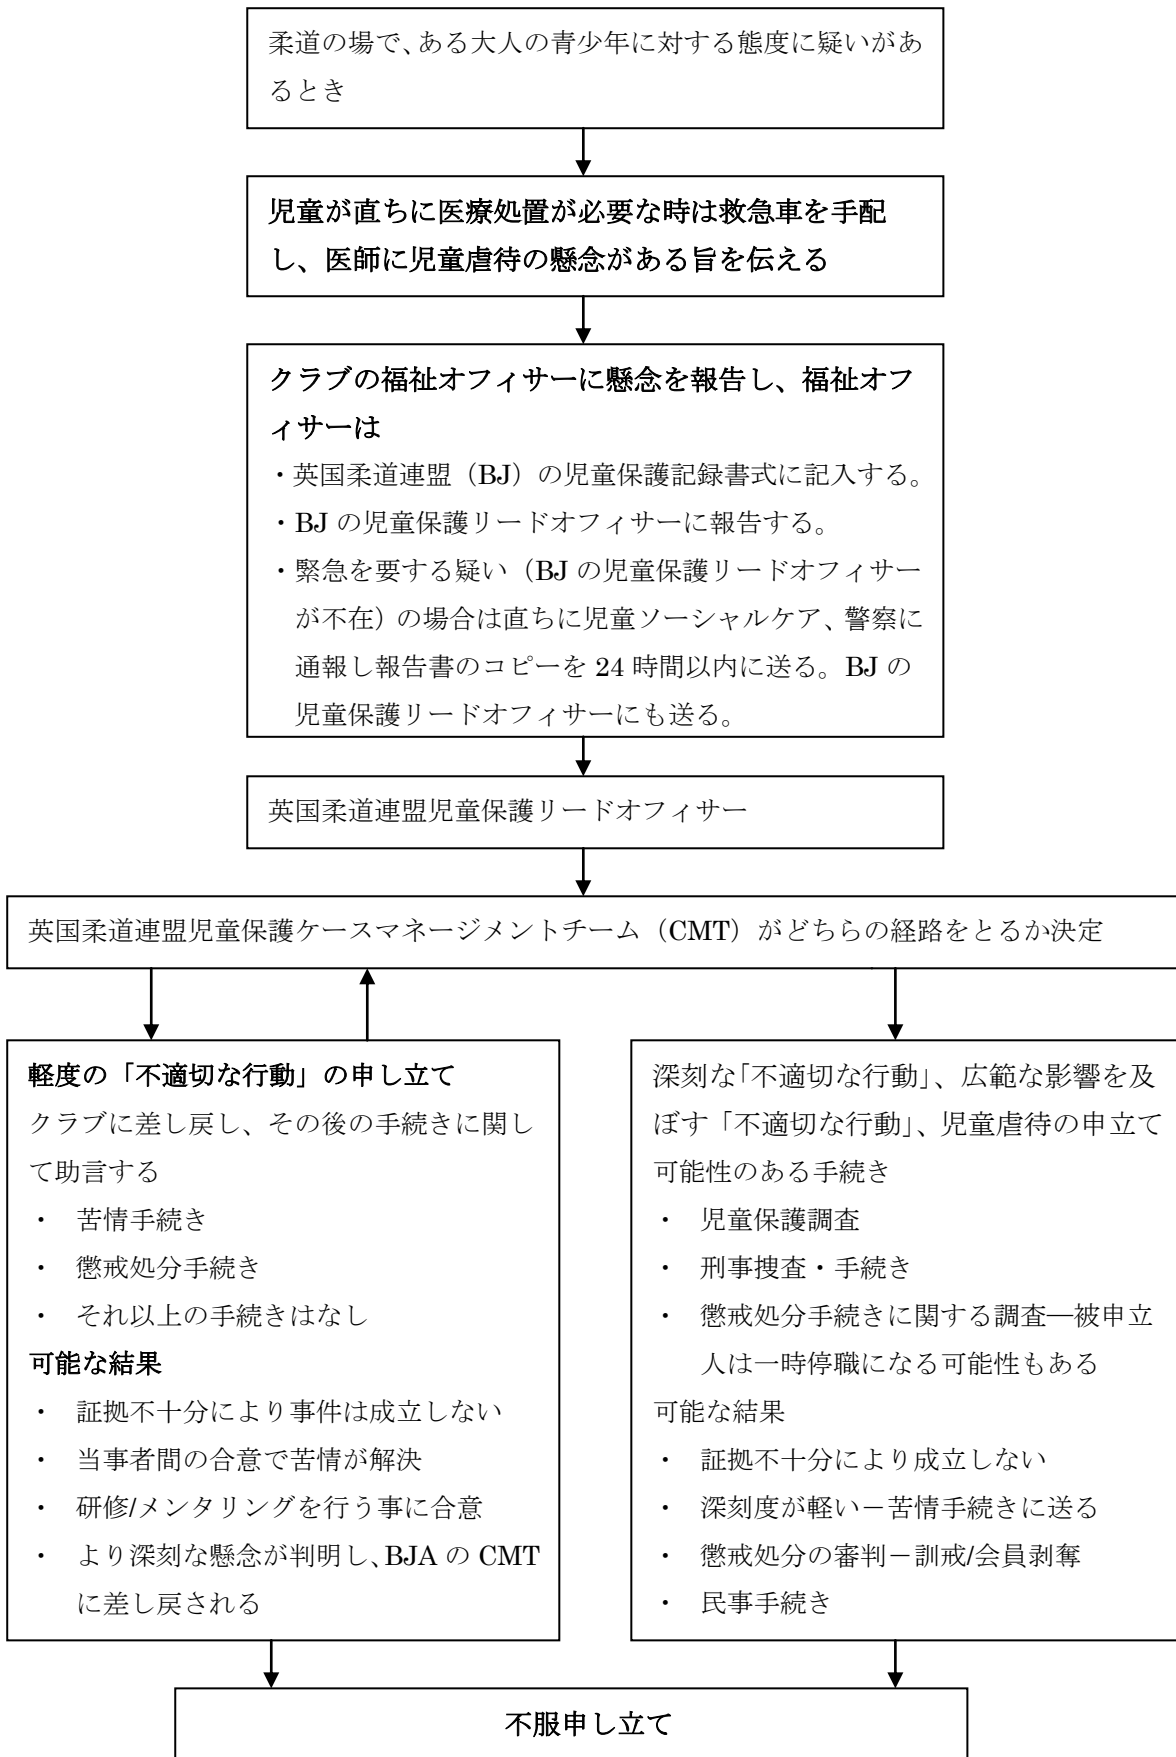 柔道の場で、ある大人の青少年に対する態度に疑いがあ
るとき
児童が直ちに医療処置が必要な時は救急車を手配
し、医師に児童虐待の懸念がある旨を伝える
クラブの福祉オフィサーに懸念を報告し、福祉オフ
ィサーは
・英国柔道連盟（BJ）の児童保護記録書式に記入する。
・BJ の児童保護リードオフィサーに報告する。
・緊急を要する疑い（BJ の児童保護リードオフィサー
が不在）の場合は直ちに児童ソーシャルケア、警察に
通報し報告書のコピーを 24 時間以内に送る。BJ の
児童保護リードオフィサーにも送る。
英国柔道連盟児童保護リードオフィサー
英国柔道連盟児童保護ケースマネージメントチーム（CMT）がどちらの経路をとるか決定
軽度の「不適切な行動」の申し立て
クラブに差し戻し、その後の手続きに関し
て助言する
・ 苦情手続き
・ 懲戒処分手続き
・ それ以上の手続きはなし
可能な結果
・ 証拠不十分により事件は成立しない
・ 当事者間の合意で苦情が解決
・ 研修/メンタリングを行う事に合意
・ より深刻な懸念が判明し、BJA の CMT
に差し戻される
深刻な「不適切な行動」、広範な影響を及
ぼす「不適切な行動」、児童虐待の申立て
可能性のある手続き
・ 児童保護調査
・ 刑事捜査・手続き
・ 懲戒処分手続きに関する調査―被申立
人は一時停職になる可能性もある
可能な結果
・ 証拠不十分により成立しない
・ 深刻度が軽い－苦情手続きに送る
・ 懲戒処分の審判－訓戒/会員剥奪
・ 民事手続き
不服申し立て